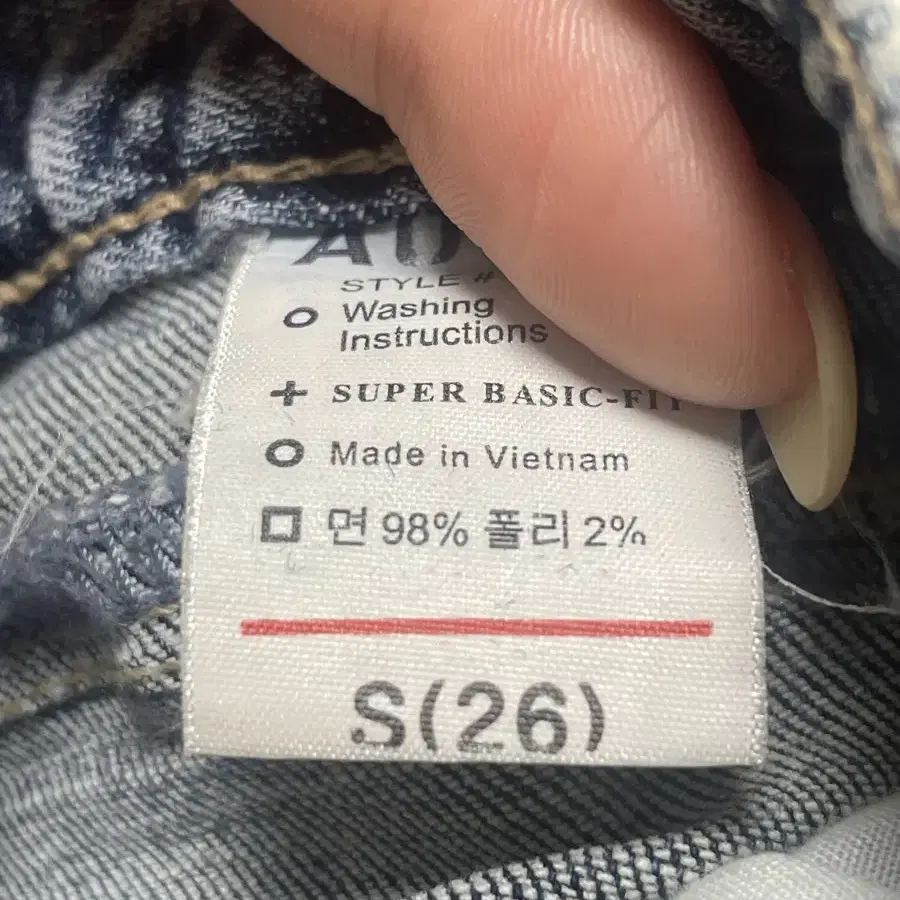 STYLE #
Washing
Instructions
SUPER BASIC-FIT
Made in Vietnam
면 98% 폴리 2%
S(26)